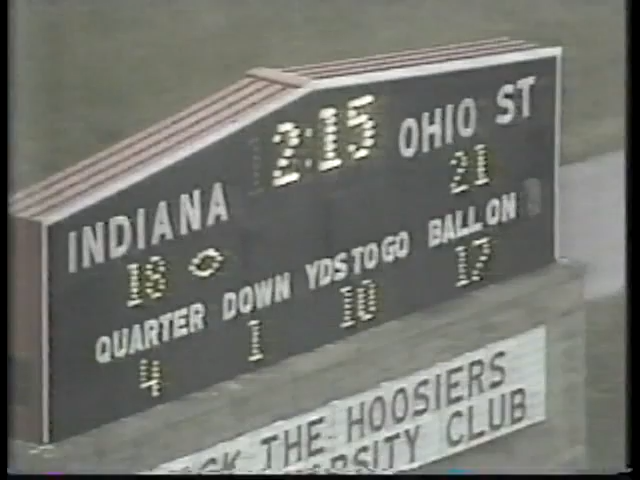 2:15
INDIANA OHIO ST
18 21
QUARTER DOWN YDS TO GO BALL ON
4 1 10 17
THE HOOSIERS
CLUB